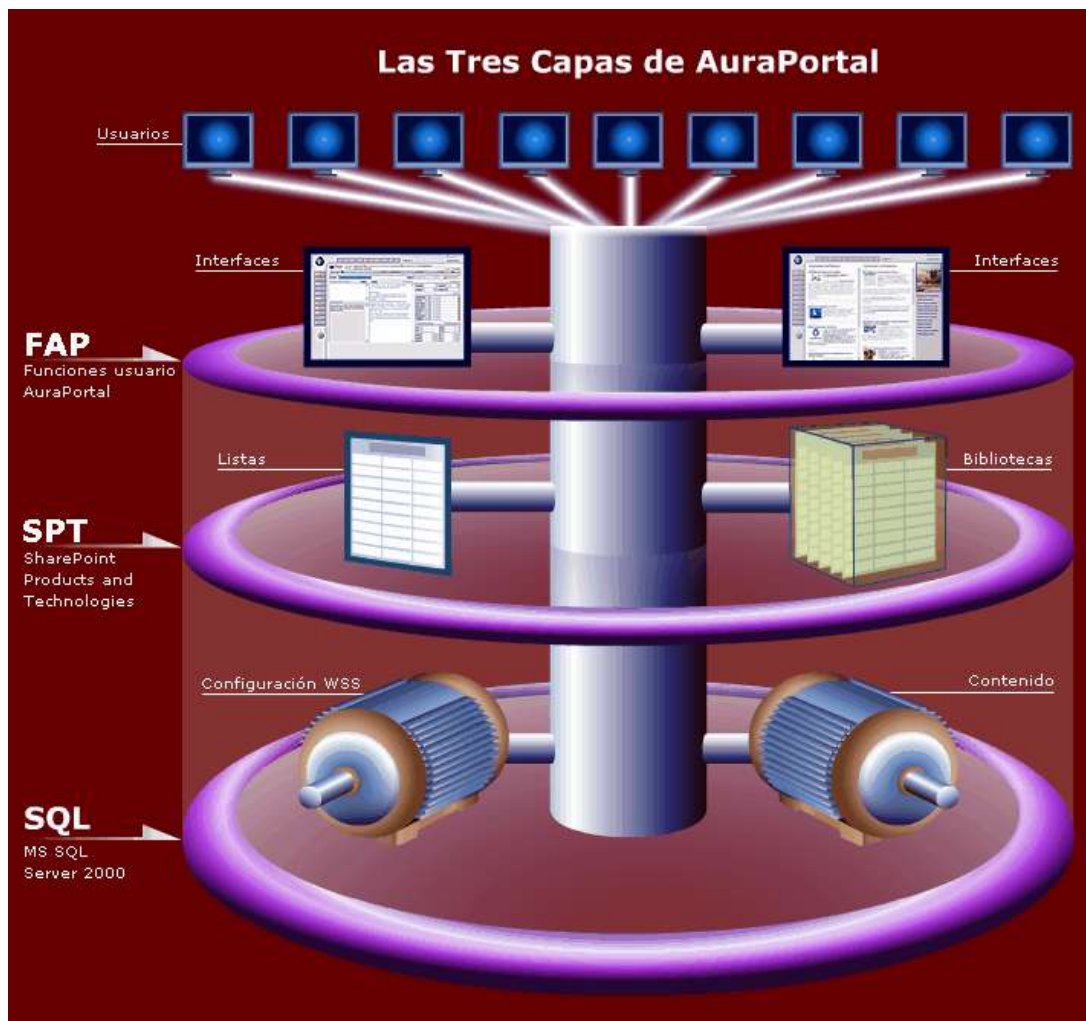 Las Tres Capas de AuraPortal
Usuarios
Interfaces
Interfaces
FAP
Funciones usuario
AuraPortal
Listas
Bibliotecas
SPT
SharePoint
Products and
Technologies
Configuración WSS
Contenido
SQL
MS SQL
Server 2000